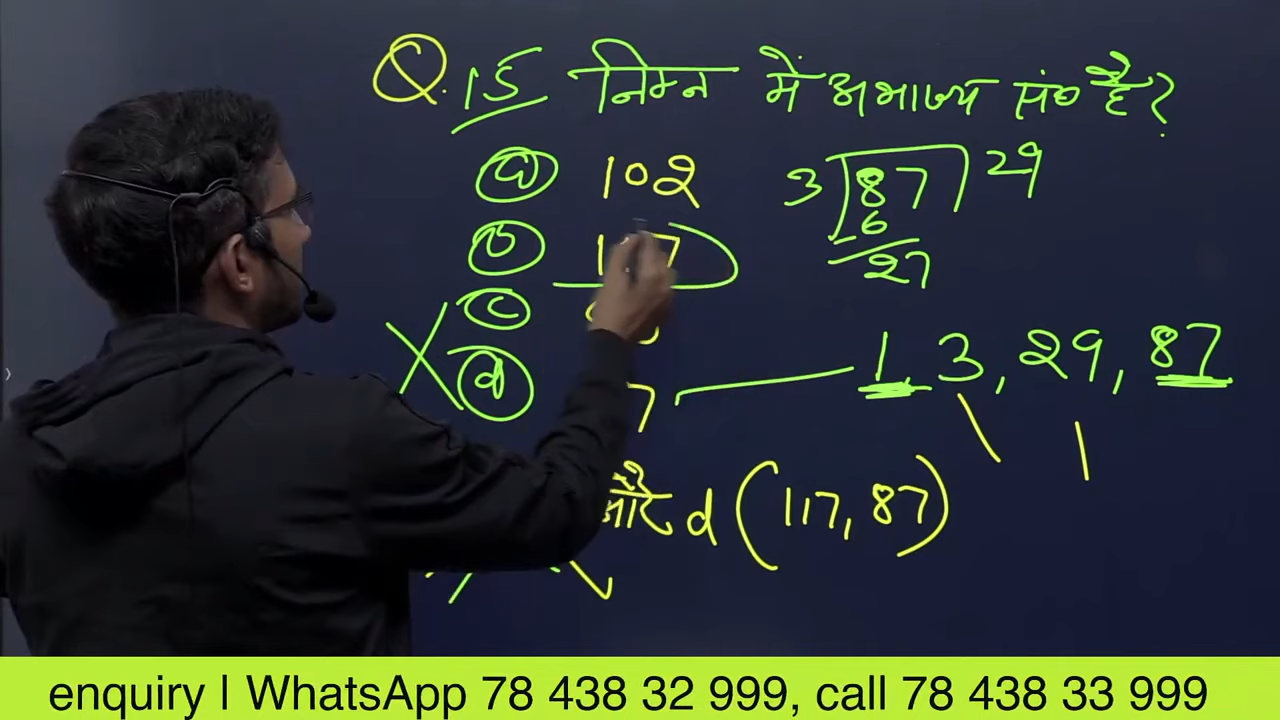 Q.15 निम्न में अभाज्य सं० है?
a 102
3 87 29
b
6
27
c
d 7 1, 3, 29, 87
और d (117, 87)
enquiry | WhatsApp 78 438 32 999, call 78 438 33 999